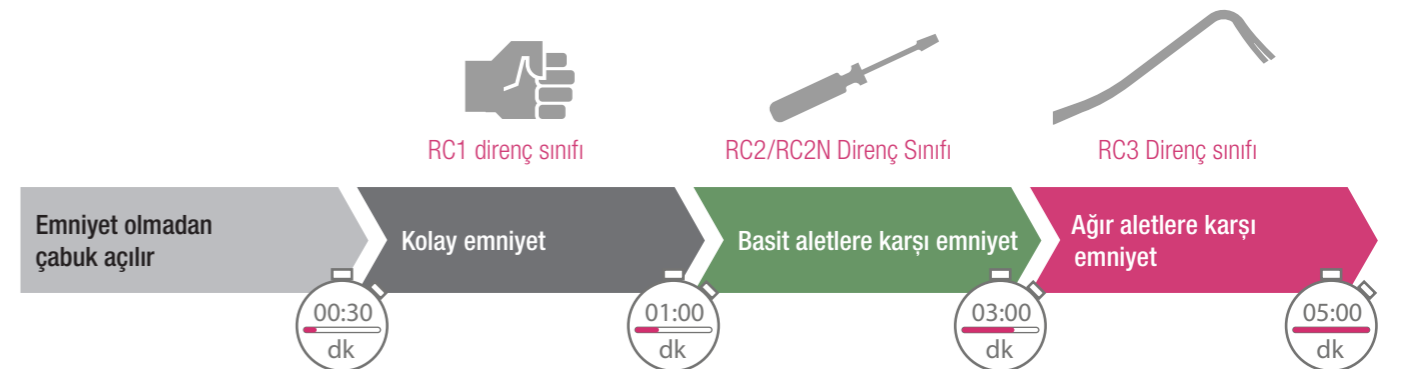 RC1 direnç sınıfı
RC2/RC2N Direnç Sınıfı
RC3 Direnç sınıfı
Emniyet olmadan
çabuk açılır
Kolay emniyet
Basit aletlere karşı emniyet
Ağır aletlere karşı
emniyet
00:30
dk
01:00
dk
03:00
dk
05:00
dk